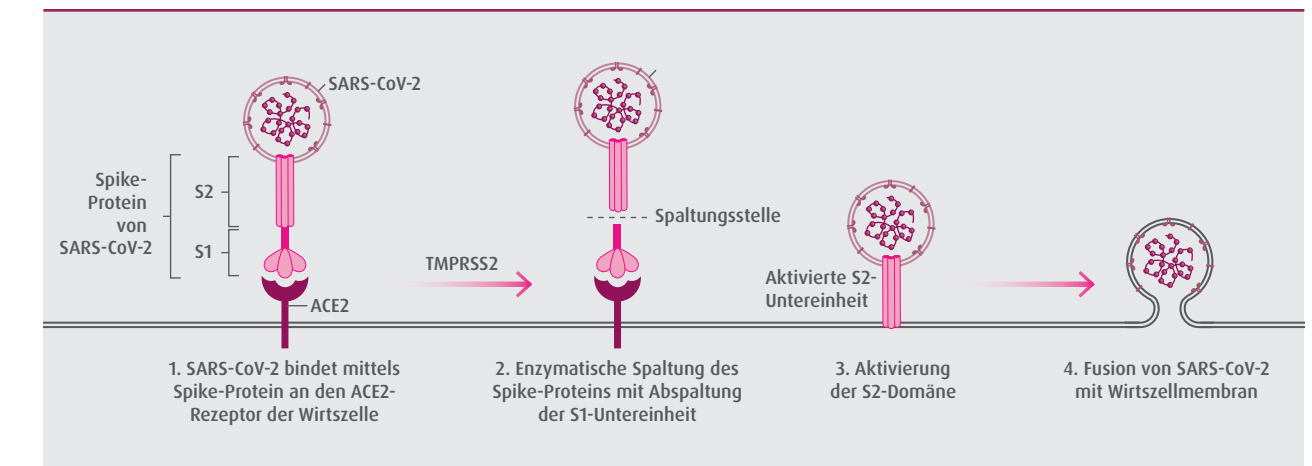 SARS-CoV-2
Spike-
Protein
von
SARS-CoV-2
S2
S1
ACE2
TMPRSS2
Spaltungsstelle
Aktivierte S2-
Untereinheit
1. SARS-CoV-2 bindet mittels
Spike-Protein an den ACE2-
Rezeptor der Wirtszelle
2. Enzymatische Spaltung des
Spike-Proteins mit Abspaltung
der S1-Untereinheit
3. Aktivierung
der S2-Domäne
4. Fusion von SARS-CoV-2
mit Wirtszellmembran